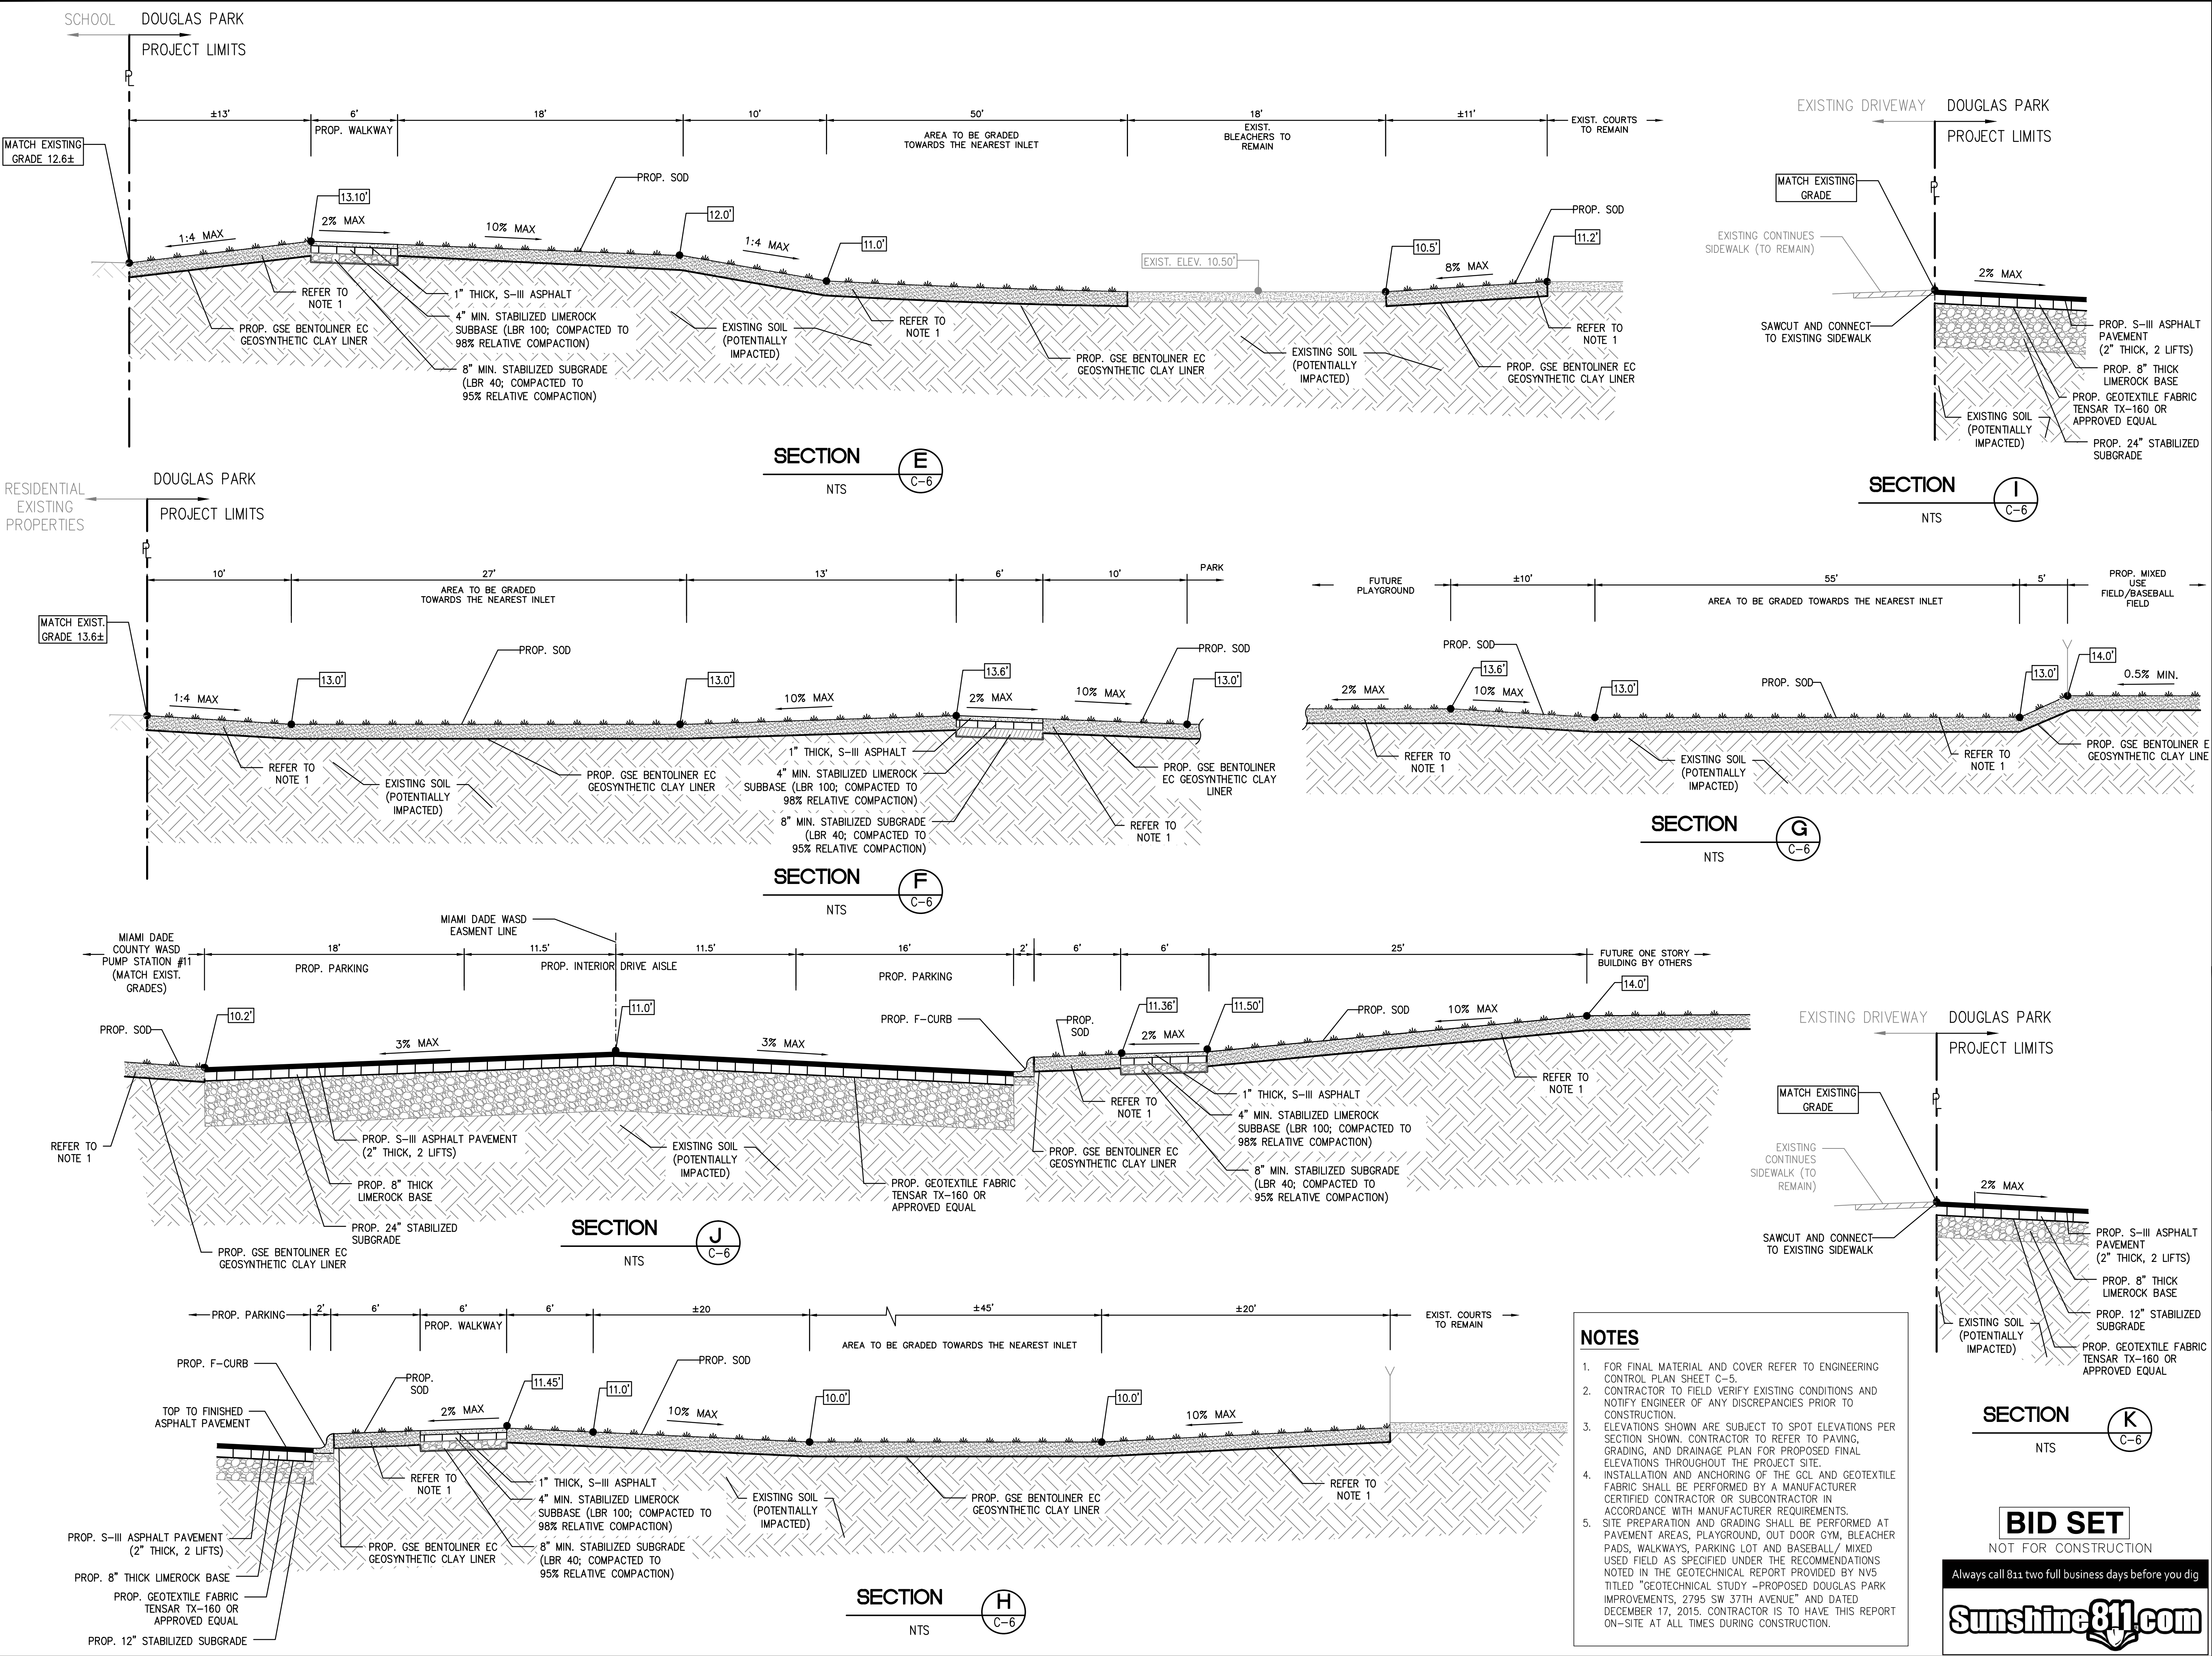 SCHOOL
DOUGLAS PARK
PROJECT LIMITS
PL
±13'
6'
18'
10'
50'
18'
±11'
PROP. WALKWAY
AREA TO BE GRADED
TOWARDS THE NEAREST INLET
EXIST.
BLEACHERS TO
REMAIN
EXIST. COURTS
TO REMAIN
MATCH EXISTING
GRADE 12.6±
1:4 MAX
13.10'
2% MAX
10% MAX
PROP. SOD
12.0'
1:4 MAX
11.0'
EXIST. ELEV. 10.50'
10.5'
8% MAX
PROP. SOD
11.2'
REFER TO
NOTE 1
PROP. GSE BENTOLINER EC
GEOSYNTHETIC CLAY LINER
1" THICK, S-III ASPHALT
4" MIN. STABILIZED LIMEROCK
SUBBASE (LBR 100; COMPACTED TO
98% RELATIVE COMPACTION)
8" MIN. STABILIZED SUBGRADE
(LBR 40; COMPACTED TO
95% RELATIVE COMPACTION)
EXISTING SOIL
(POTENTIALLY
IMPACTED)
REFER TO
NOTE 1
PROP. GSE BENTOLINER EC
GEOSYNTHETIC CLAY LINER
EXISTING SOIL
(POTENTIALLY
IMPACTED)
REFER TO
NOTE 1
PROP. GSE BENTOLINER EC
GEOSYNTHETIC CLAY LINER
SECTION
E
C-6
NTS
EXISTING DRIVEWAY
DOUGLAS PARK
PROJECT LIMITS
PL
MATCH EXISTING
GRADE
EXISTING CONTINUES
SIDEWALK (TO REMAIN)
2% MAX
SAWCUT AND CONNECT
TO EXISTING SIDEWALK
PROP. S-III ASPHALT
PAVEMENT
(2" THICK, 2 LIFTS)
PROP. 8" THICK
LIMEROCK BASE
PROP. GEOTEXTILE FABRIC
TENSAR TX-160 OR
APPROVED EQUAL
EXISTING SOIL
(POTENTIALLY
IMPACTED)
PROP. 24" STABILIZED
SUBGRADE
SECTION
I
C-6
NTS
RESIDENTIAL
EXISTING
PROPERTIES
DOUGLAS PARK
PROJECT LIMITS
PL
10'
27'
13'
6'
10'
PARK
AREA TO BE GRADED
TOWARDS THE NEAREST INLET
MATCH EXIST.
GRADE 13.6±
1:4 MAX
13.0'
PROP. SOD
13.0'
10% MAX
13.6'
2% MAX
10% MAX
PROP. SOD
13.0'
REFER TO
NOTE 1
EXISTING SOIL
(POTENTIALLY
IMPACTED)
PROP. GSE BENTOLINER EC
GEOSYNTHETIC CLAY LINER
1" THICK, S-III ASPHALT
4" MIN. STABILIZED LIMEROCK
SUBBASE (LBR 100; COMPACTED TO
98% RELATIVE COMPACTION)
8" MIN. STABILIZED SUBGRADE
(LBR 40; COMPACTED TO
95% RELATIVE COMPACTION)
PROP. GSE BENTOLINER
EC GEOSYNTHETIC CLAY
LINER
REFER TO
NOTE 1
SECTION
F
C-6
NTS
FUTURE
PLAYGROUND
±10'
55'
5'
AREA TO BE GRADED TOWARDS THE NEAREST INLET
PROP. MIXED
USE
FIELD/BASEBALL
FIELD
2% MAX
PROP. SOD
13.6'
10% MAX
13.0'
PROP. SOD
13.0'
14.0'
0.5% MIN.
REFER TO
NOTE 1
EXISTING SOIL
(POTENTIALLY
IMPACTED)
REFER TO
NOTE 1
PROP. GSE BENTOLINER E
GEOSYNTHETIC CLAY LINE
SECTION
G
C-6
NTS
MIAMI DADE WASD
EASMENT LINE
MIAMI DADE
COUNTY WASD
PUMP STATION #11
(MATCH EXIST.
GRADES)
18'
11.5'
11.5'
16'
2'
6'
6'
25'
PROP. PARKING
PROP. INTERIOR DRIVE AISLE
PROP. PARKING
FUTURE ONE STORY
BUILDING BY OTHERS
PROP. SOD
10.2'
3% MAX
11.0'
3% MAX
PROP. F-CURB
PROP.
SOD
11.36'
2% MAX
11.50'
PROP. SOD
10% MAX
14.0'
REFER TO
NOTE 1
PROP. S-III ASPHALT PAVEMENT
(2" THICK, 2 LIFTS)
PROP. 8" THICK
LIMEROCK BASE
PROP. 24" STABILIZED
SUBGRADE
PROP. GSE BENTOLINER EC
GEOSYNTHETIC CLAY LINER
EXISTING SOIL
(POTENTIALLY
IMPACTED)
PROP. GEOTEXTILE FABRIC
TENSAR TX-160 OR
APPROVED EQUAL
REFER TO
NOTE 1
PROP. GSE BENTOLINER EC
GEOSYNTHETIC CLAY LINER
1" THICK, S-III ASPHALT
4" MIN. STABILIZED LIMEROCK
SUBBASE (LBR 100; COMPACTED TO
98% RELATIVE COMPACTION)
8" MIN. STABILIZED SUBGRADE
(LBR 40; COMPACTED TO
95% RELATIVE COMPACTION)
REFER TO
NOTE 1
SECTION
J
C-6
NTS
EXISTING DRIVEWAY
DOUGLAS PARK
PROJECT LIMITS
PL
MATCH EXISTING
GRADE
EXISTING
CONTINUES
SIDEWALK (TO
REMAIN)
2% MAX
SAWCUT AND CONNECT
TO EXISTING SIDEWALK
PROP. S-III ASPHALT
PAVEMENT
(2" THICK, 2 LIFTS)
PROP. 8" THICK
LIMEROCK BASE
PROP. 12" STABILIZED
SUBGRADE
EXISTING SOIL
(POTENTIALLY
IMPACTED)
PROP. GEOTEXTILE FABRIC
TENSAR TX-160 OR
APPROVED EQUAL
SECTION
K
C-6
NTS
PROP. PARKING
2'
6'
6'
6'
±20
±45'
±20'
PROP. WALKWAY
AREA TO BE GRADED TOWARDS THE NEAREST INLET
EXIST. COURTS
TO REMAIN
PROP. F-CURB
PROP.
SOD
TOP TO FINISHED
ASPHALT PAVEMENT
2% MAX
11.45'
11.0'
PROP. SOD
10% MAX
10.0'
10.0'
10% MAX
REFER TO
NOTE 1
1" THICK, S-III ASPHALT
4" MIN. STABILIZED LIMEROCK
SUBBASE (LBR 100; COMPACTED TO
98% RELATIVE COMPACTION)
8" MIN. STABILIZED SUBGRADE
(LBR 40; COMPACTED TO
95% RELATIVE COMPACTION)
EXISTING SOIL
(POTENTIALLY
IMPACTED)
PROP. GSE BENTOLINER EC
GEOSYNTHETIC CLAY LINER
REFER TO
NOTE 1
PROP. S-III ASPHALT PAVEMENT
(2" THICK, 2 LIFTS)
PROP. GSE BENTOLINER EC
GEOSYNTHETIC CLAY LINER
PROP. 8" THICK LIMEROCK BASE
PROP. GEOTEXTILE FABRIC
TENSAR TX-160 OR
APPROVED EQUAL
PROP. 12" STABILIZED SUBGRADE
SECTION
H
C-6
NTS
NOTES
1. FOR FINAL MATERIAL AND COVER REFER TO ENGINEERING
CONTROL PLAN SHEET C-5.
2. CONTRACTOR TO FIELD VERIFY EXISTING CONDITIONS AND
NOTIFY ENGINEER OF ANY DISCREPANCIES PRIOR TO
CONSTRUCTION.
3. ELEVATIONS SHOWN ARE SUBJECT TO SPOT ELEVATIONS PER
SECTION SHOWN. CONTRACTOR TO REFER TO PAVING,
GRADING, AND DRAINAGE PLAN FOR PROPOSED FINAL
ELEVATIONS THROUGHOUT THE PROJECT SITE.
4. INSTALLATION AND ANCHORING OF THE GCL AND GEOTEXTILE
FABRIC SHALL BE PERFORMED BY A MANUFACTURER
CERTIFIED CONTRACTOR OR SUBCONTRACTOR IN
ACCORDANCE WITH MANUFACTURER REQUIREMENTS.
5. SITE PREPARATION AND GRADING SHALL BE PERFORMED AT
PAVEMENT AREAS, PLAYGROUND, OUT DOOR GYM, BLEACHER
PADS, WALKWAYS, PARKING LOT AND BASEBALL/ MIXED
USED FIELD AS SPECIFIED UNDER THE RECOMMENDATIONS
NOTED IN THE GEOTECHNICAL REPORT PROVIDED BY NV5
TITLED "GEOTECHNICAL STUDY -PROPOSED DOUGLAS PARK
IMPROVEMENTS, 2795 SW 37TH AVENUE" AND DATED
DECEMBER 17, 2015. CONTRACTOR IS TO HAVE THIS REPORT
ON-SITE AT ALL TIMES DURING CONSTRUCTION.
BID SET
NOT FOR CONSTRUCTION
Always call 811 two full business days before you dig
Sunshine811.com